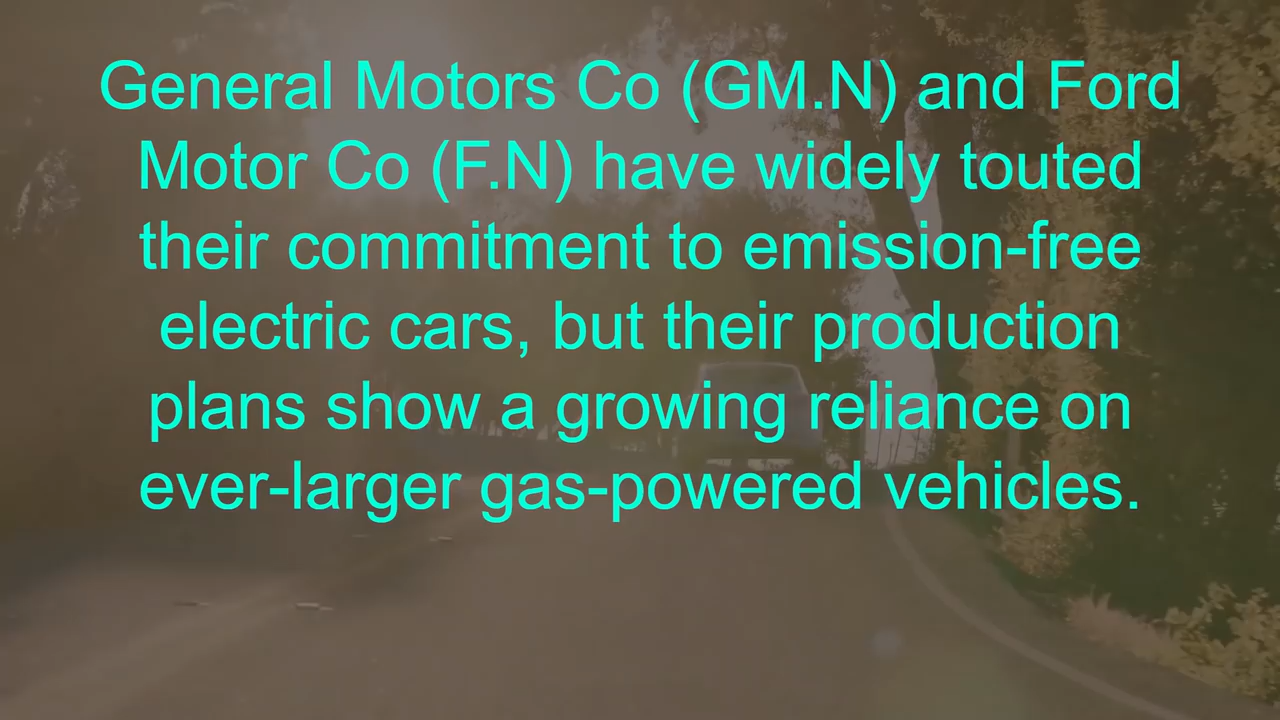 General Motors Co (GM.N) and Ford
Motor Co (F.N) have widely touted
their commitment to emission-free
electric cars, but their production
plans show a growing reliance on
ever-larger gas-powered vehicles.